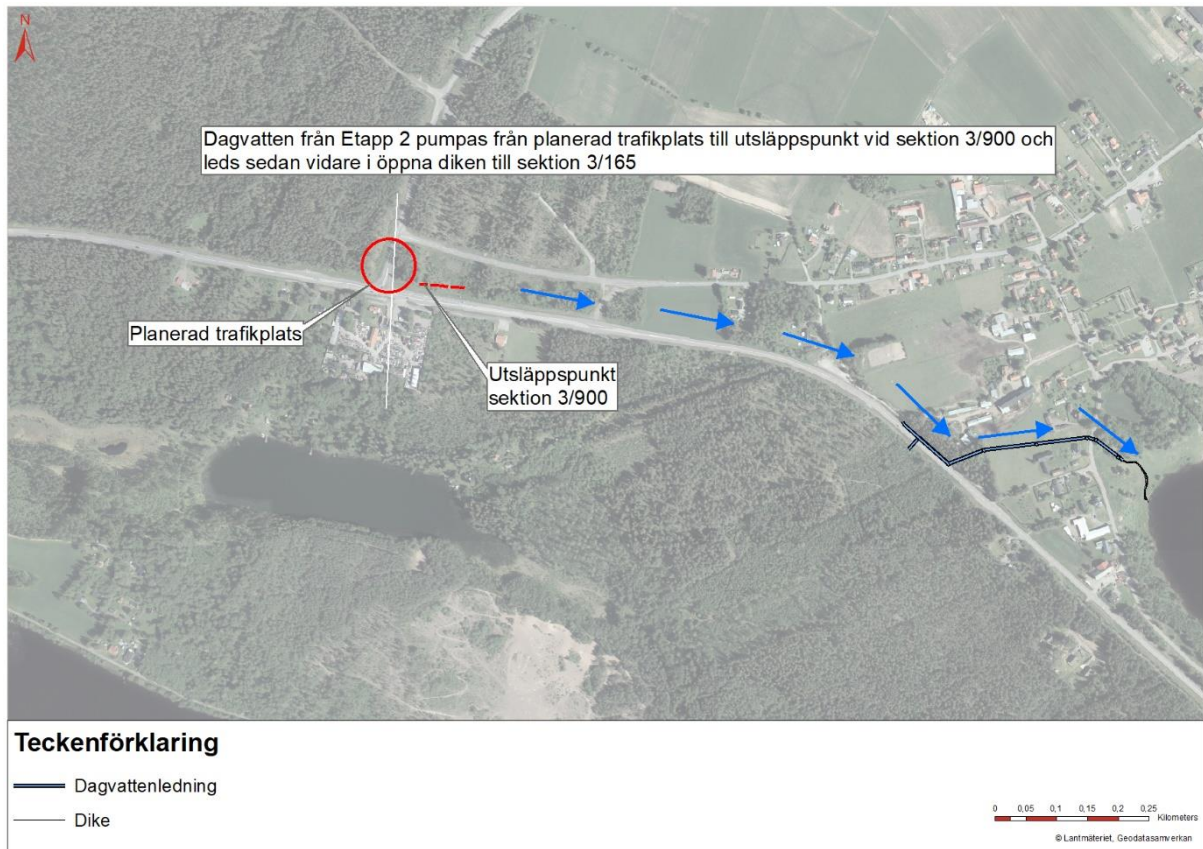 N
Dagvatten från Etapp 2 pumpas från planerad trafikplats till utsläppspunkt vid sektion 3/900 och
leds sedan vidare i öppna diken till sektion 3/165
Planerad trafikplats
Utsläppspunkt
sektion 3/900
Teckenförklaring
Dagvattenledning
Dike
0 0,05 0,1 0,15 0,2 0,25
Kilometers
© Lantmäteriet, Geodatasamverkan